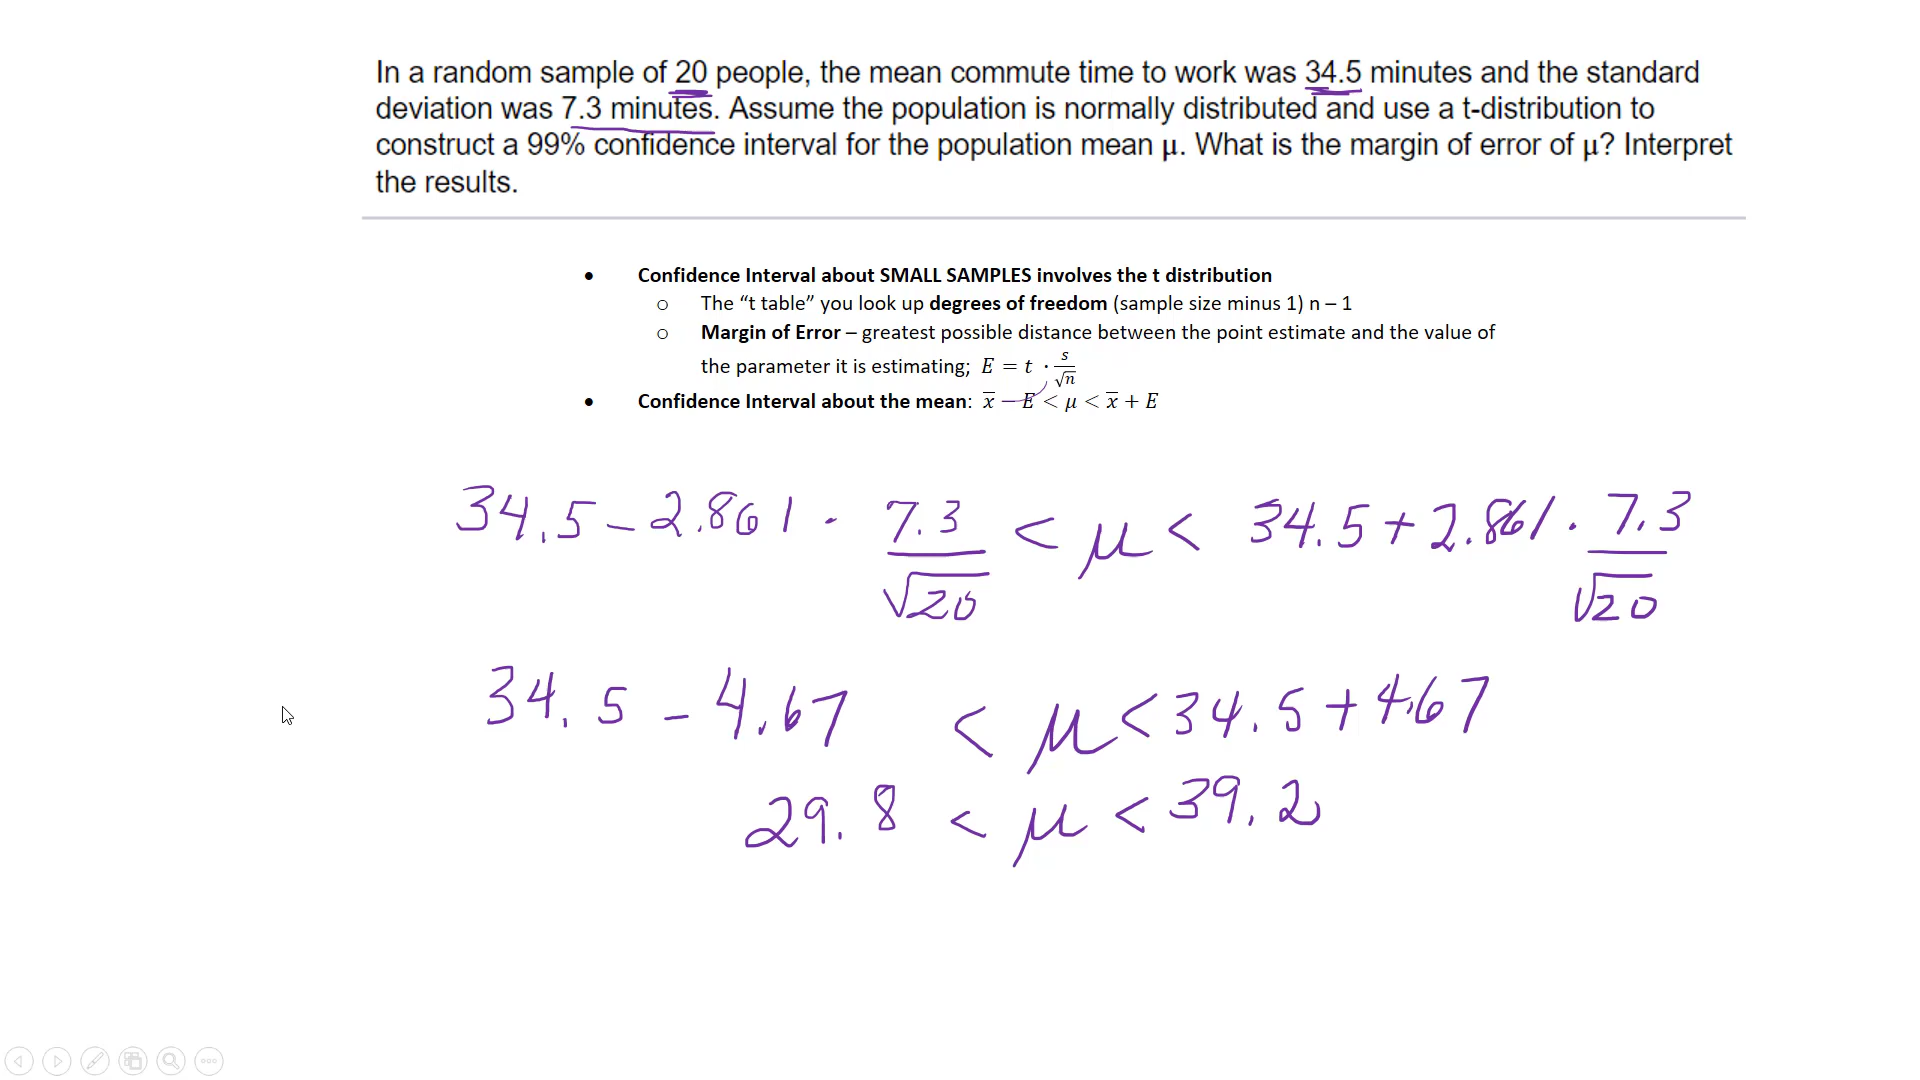 In a random sample of 20 people, the mean commute time to work was 34.5 minutes and the standard
deviation was 7.3 minutes. Assume the population is normally distributed and use a t-distribution to
construct a 99% confidence interval for the population mean μ. What is the margin of error of μ? Interpret
the results.
• Confidence Interval about SMALL SAMPLES involves the t distribution
o The “t table” you look up degrees of freedom (sample size minus 1) n – 1
o Margin of Error – greatest possible distance between the point estimate and the value of
the parameter it is estimating; E = t · s/√n
• Confidence Interval about the mean: x̅ − E < μ < x̅ + E
34.5 − 2.861 · 7.3/√20 < μ < 34.5 + 2.861 · 7.3/√20
34.5 − 4.67 < μ < 34.5 + 4.67
29.8 < μ < 39.2